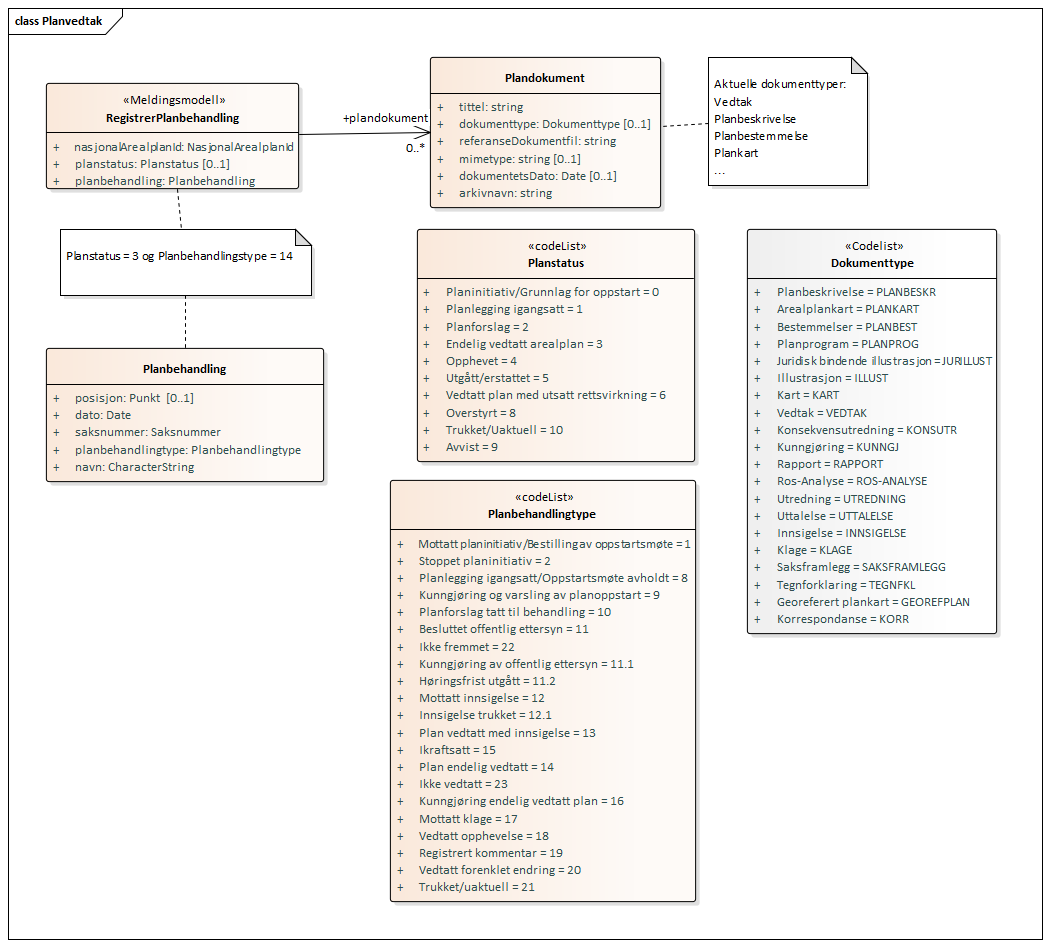 class Planvedtak
«Meldingsmodell»
RegistrerPlanbehandling
+ nasjonalArealplanId: NasjonalArealplanId
+ planstatus: Planstatus [0..1]
+ planbehandling: Planbehandling
+plandokument
0..*
Plandokument
+ tittel: string
+ dokumenttype: Dokumenttype [0..1]
+ referanseDokumentfil: string
+ mimetype: string [0..1]
+ dokumentetsDato: Date [0..1]
+ arkivnavn: string
Aktuelle dokumenttyper:
Vedtak
Planbeskrivelse
Planbestemmelse
Plankart
...
Planstatus = 3 og Planbehandlingstype = 14
Planbehandling
+ posisjon: Punkt [0..1]
+ dato: Date
+ saksnummer: Saksnummer
+ planbehandlingtype: Planbehandlingtype
+ navn: CharacterString
«codeList»
Planstatus
+ Planinitiativ/Grunnlag for oppstart = 0
+ Planlegging igangsatt = 1
+ Planforslag = 2
+ Endelig vedtatt arealplan = 3
+ Opphevet = 4
+ Utgått/erstattet = 5
+ Vedtatt plan med utsatt rettsvirkning = 6
+ Overstyrt = 8
+ Trukket/Uaktuell = 10
+ Avvist = 9
«Codelist»
Dokumenttype
+ Planbeskrivelse = PLANBESKR
+ Arealplankart = PLANKART
+ Bestemmelser = PLANBEST
+ Planprogram = PLANPROG
+ Juridisk bindende illustrasjon =JURILLUST
+ Illustrasjon = ILLUST
+ Kart = KART
+ Vedtak = VEDTAK
+ Konsekvensutredning = KONSUTR
+ Kunngjøring = KUNNGJ
+ Rapport = RAPPORT
+ Ros-Analyse = ROS-ANALYSE
+ Utredning = UTREDNING
+ Uttalelse = UTTALELSE
+ Innsigelse = INNSIGELSE
+ Klage = KLAGE
+ Saksframlegg = SAKSFRAMLEGG
+ Tegnforklaring = TEGNFKL
+ Georeferert plankart = GEOREFPLAN
+ Korrespondanse = KORR
«codeList»
Planbehandlingtype
+ Mottatt planinitiativ/Bestilling av oppstartsmøte = 1
+ Stoppet planinitiativ = 2
+ Planlegging igangsatt/Oppstartsmøte avholdt = 8
+ Kunngjøring og varsling av planoppstart = 9
+ Planforslag tatt til behandling = 10
+ Besluttet offentlig ettersyn = 11
+ Ikke fremmet = 22
+ Kunngjøring av offentlig ettersyn = 11.1
+ Høringsfrist utgått = 11.2
+ Mottatt innsigelse = 12
+ Innsigelse trukket = 12.1
+ Plan vedtatt med innsigelse = 13
+ Ikraftsatt = 15
+ Plan endelig vedtatt = 14
+ Ikke vedtatt = 23
+ Kunngjøring endelig vedtatt plan = 16
+ Mottatt klage = 17
+ Vedtatt opphevelse = 18
+ Registrert kommentar = 19
+ Vedtatt forenklet endring = 20
+ Trukket/uaktuell = 21